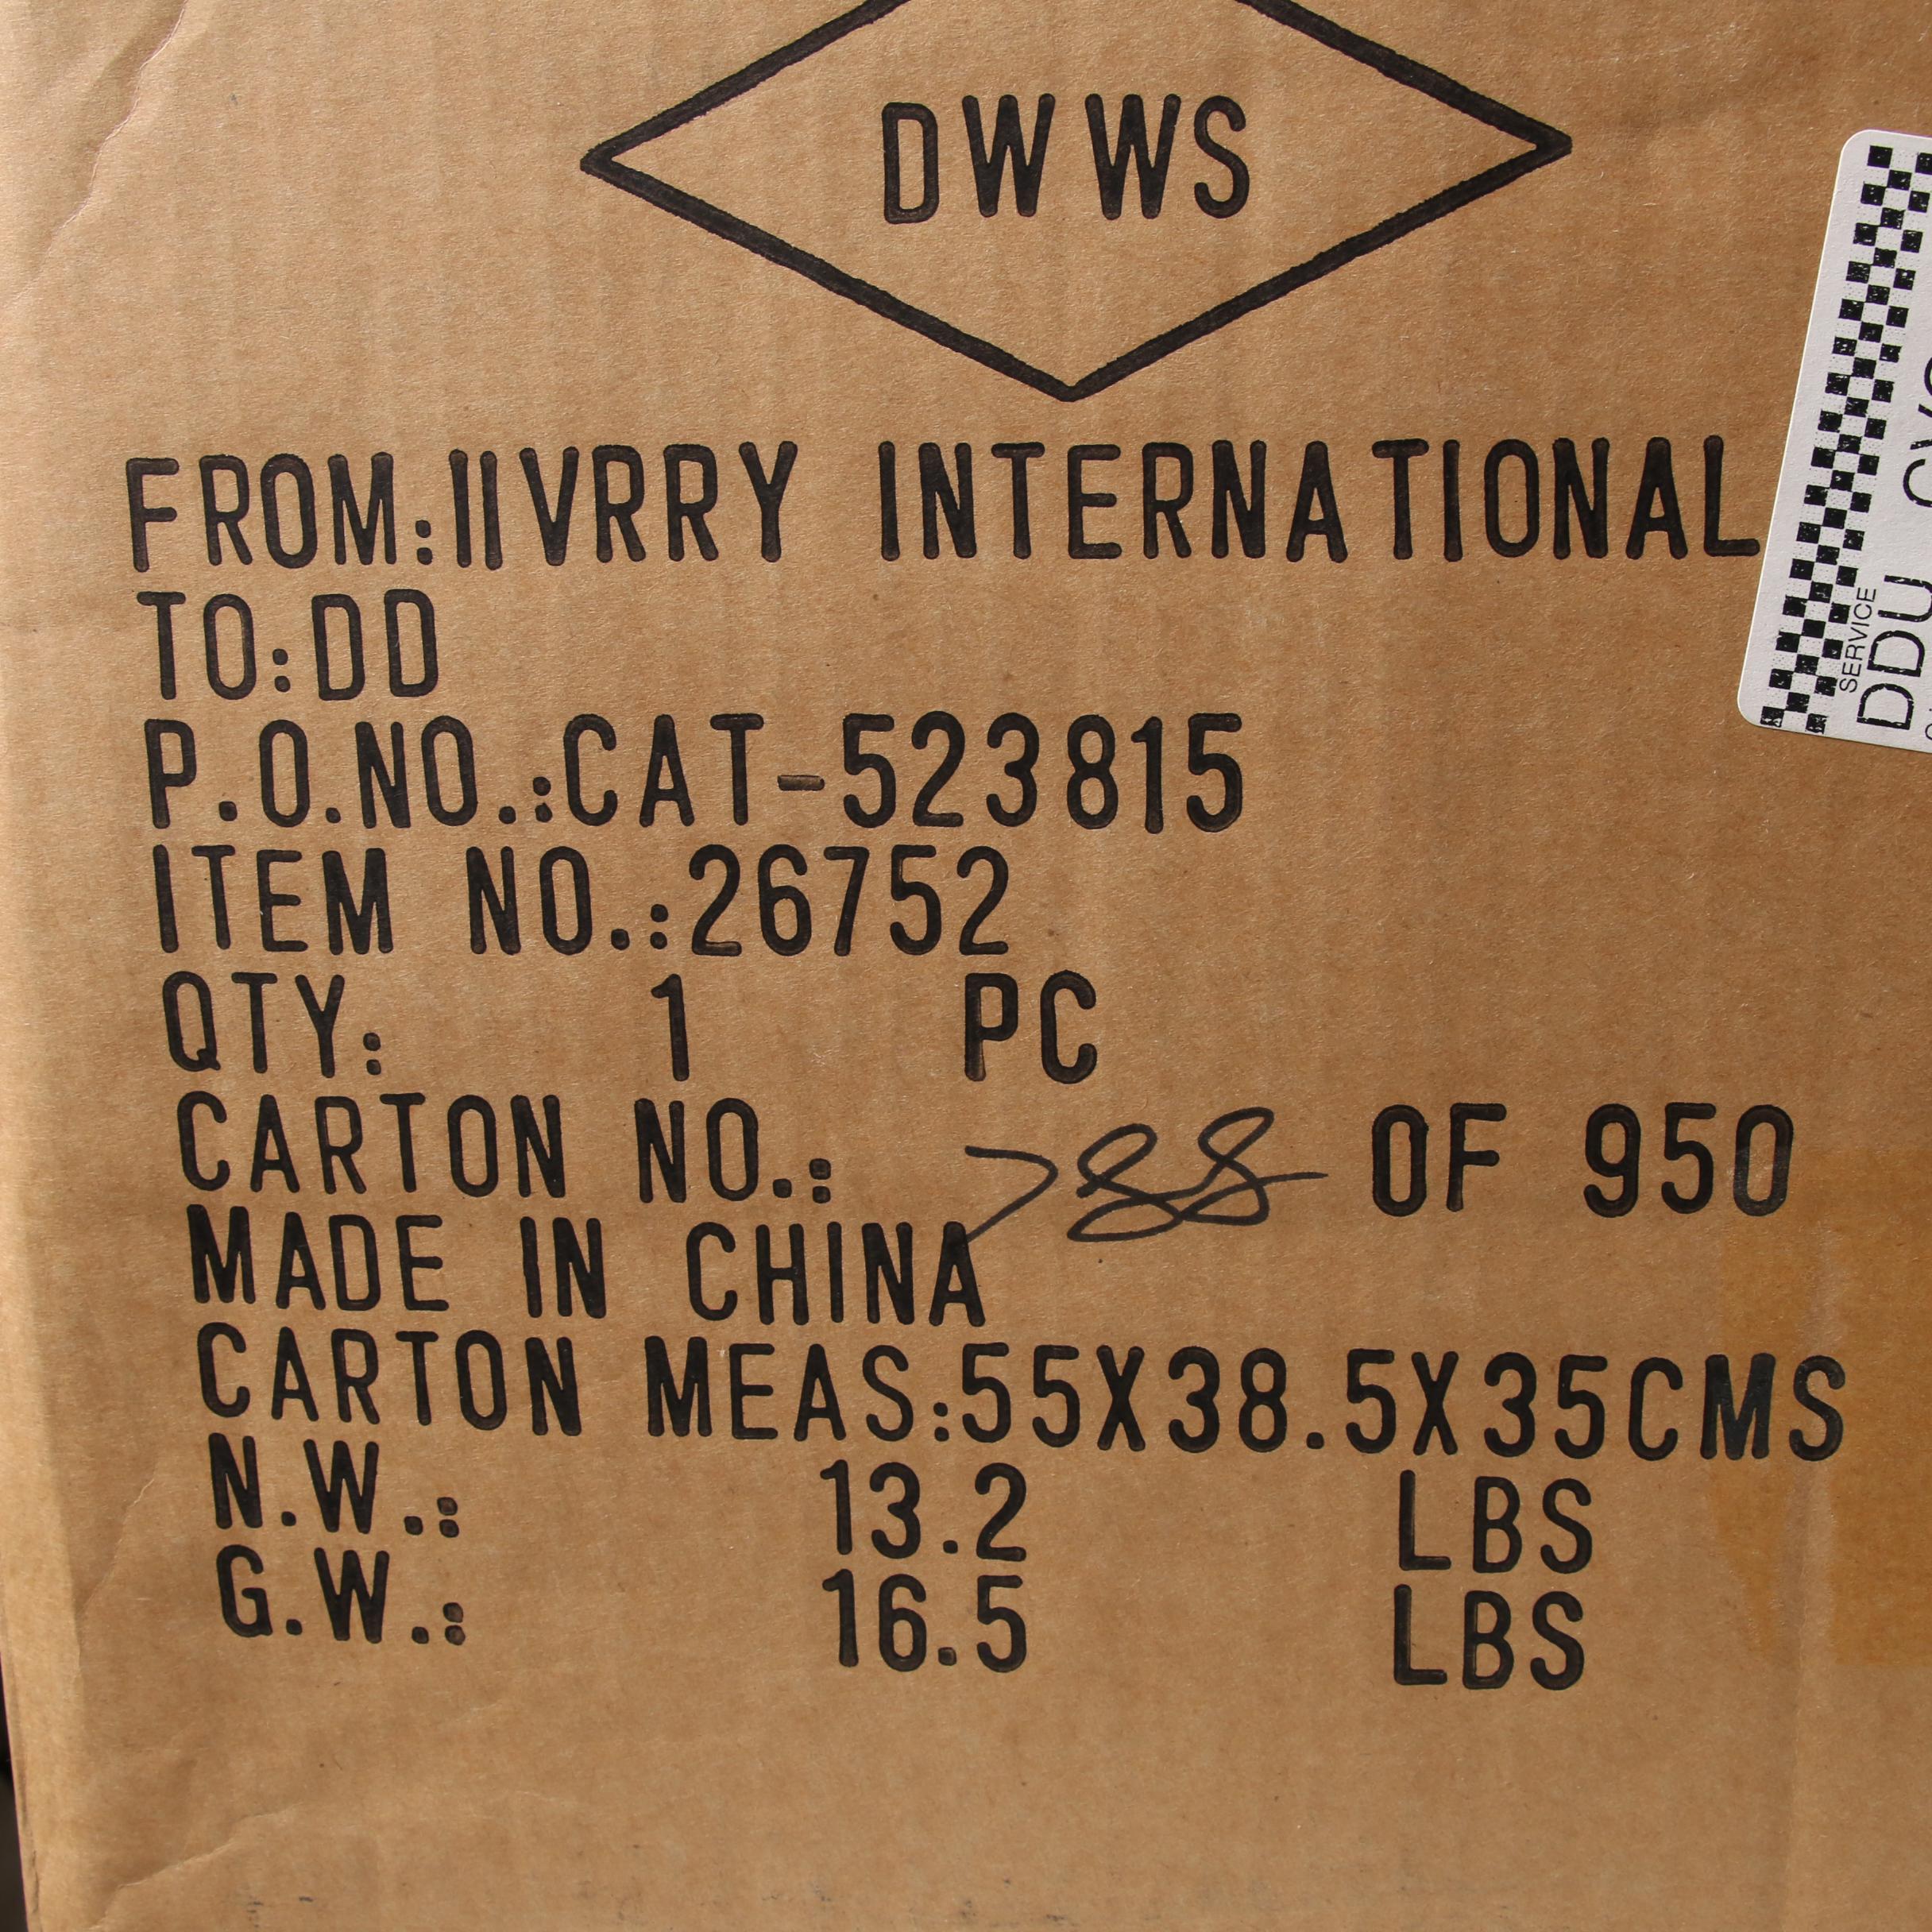 DWWS
FROM:IIVRRY INTERNATIONAL
TO:DD
P.O.NO.:CAT-523815
ITEM NO.:26752
QTY: 1 PC
CARTON NO.: 788 OF 950
MADE IN CHINA
CARTON MEAS:55X38.5X35CMS
N.W.: 13.2 LBS
G.W.: 16.5 LBS
SERVICE
DDU